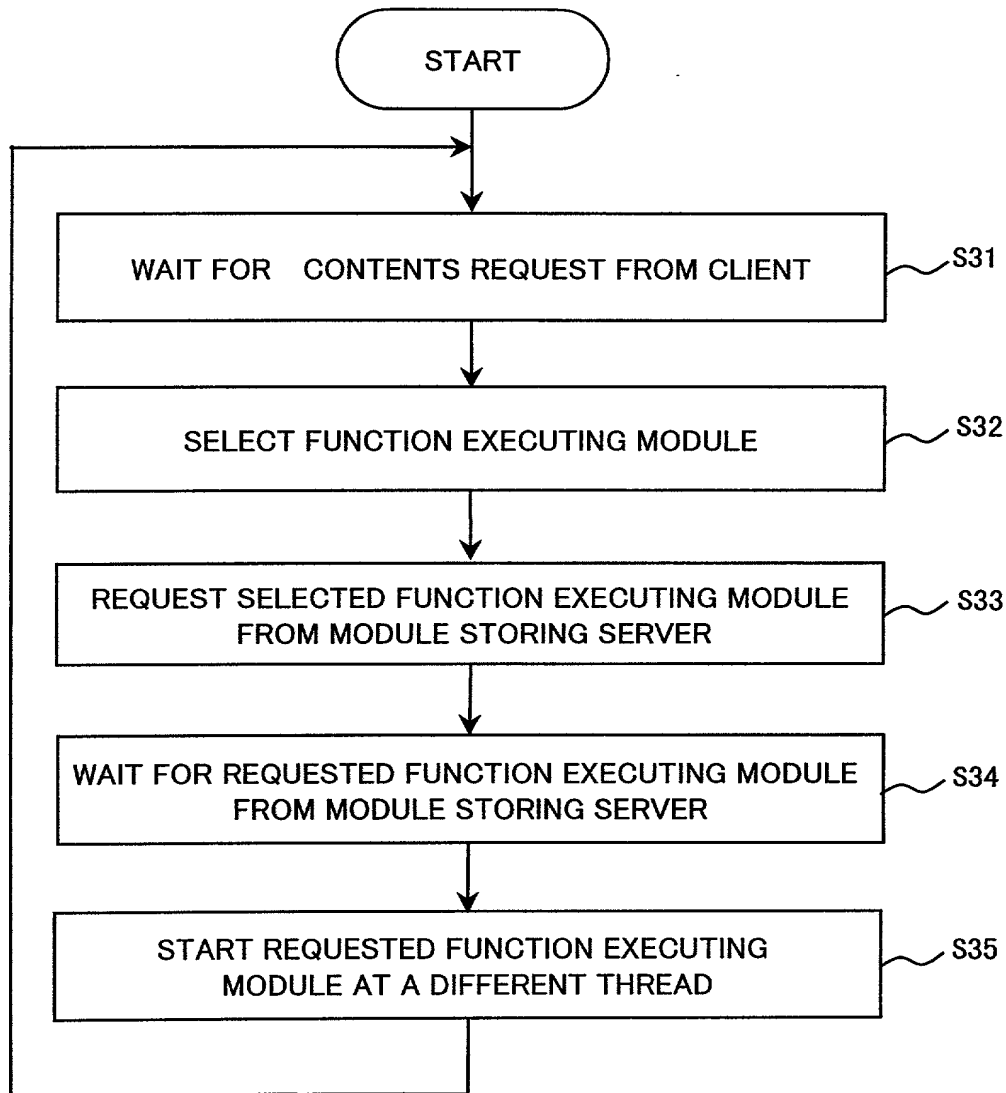 START
WAIT FOR CONTENTS REQUEST FROM CLIENT
S31
SELECT FUNCTION EXECUTING MODULE
S32
REQUEST SELECTED FUNCTION EXECUTING MODULE
FROM MODULE STORING SERVER
S33
WAIT FOR REQUESTED FUNCTION EXECUTING MODULE
FROM MODULE STORING SERVER
S34
START REQUESTED FUNCTION EXECUTING
MODULE AT A DIFFERENT THREAD
S35